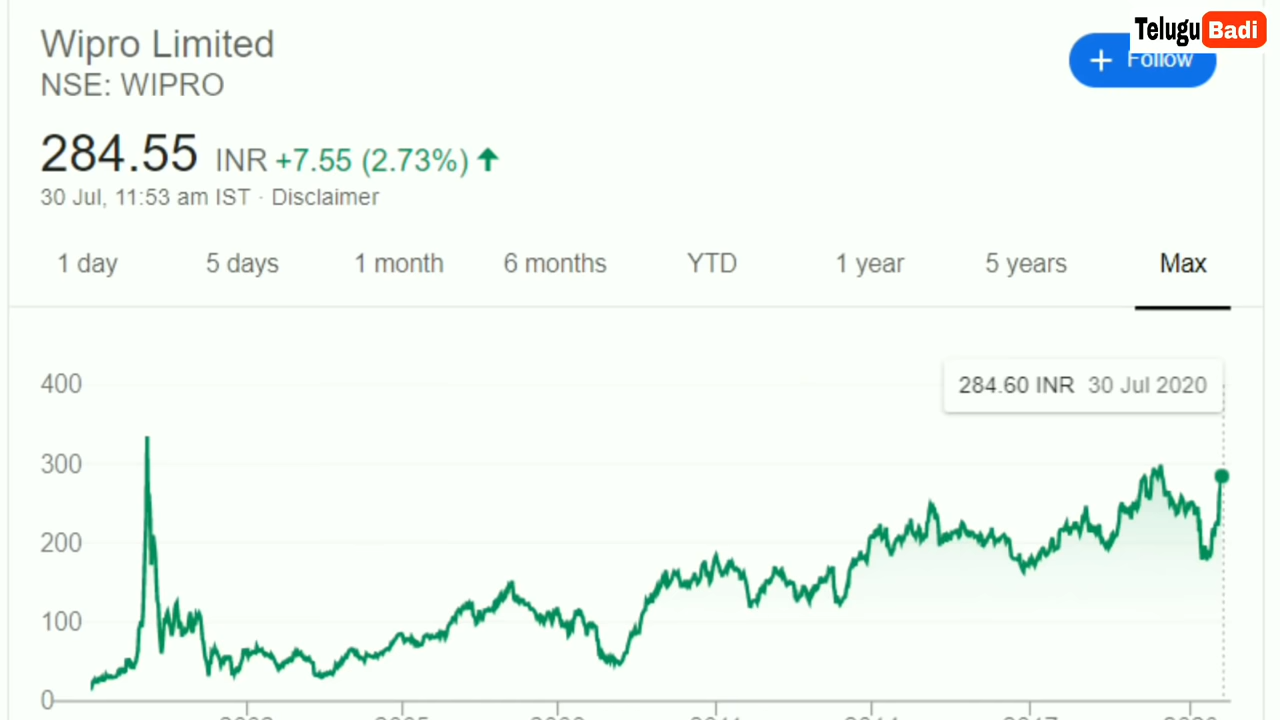 Telugu Badi
Wipro Limited
NSE: WIPRO
+ Follow
284.55 INR +7.55 (2.73%)
30 Jul, 11:53 am IST · Disclaimer
1 day 5 days 1 month 6 months YTD 1 year 5 years Max
284.60 INR 30 Jul 2020
400
300
200
100
0